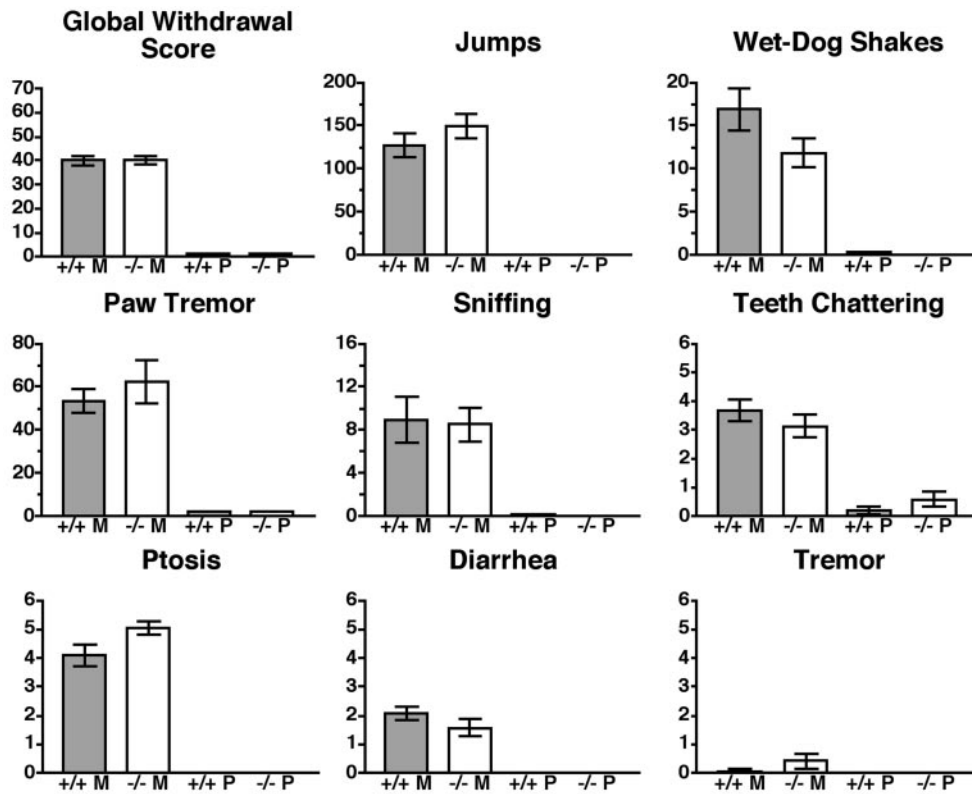 Global Withdrawal
Score
70
60
50
40
30
20
10
0
+/+ M -/- M +/+ P -/- P
Jumps
200
150
100
50
0
+/+ M -/- M +/+ P -/- P
Wet-Dog Shakes
20
15
10
5
0
+/+ M -/- M +/+ P -/- P
Paw Tremor
80
60
40
20
0
+/+ M -/- M +/+ P -/- P
Sniffing
16
12
8
4
0
+/+ M -/- M +/+ P -/- P
Teeth Chattering
6
5
4
3
2
1
0
+/+ M -/- M +/+ P -/- P
Ptosis
6
5
4
3
2
1
0
+/+ M -/- M +/+ P -/- P
Diarrhea
6
5
4
3
2
1
0
+/+ M -/- M +/+ P -/- P
Tremor
6
5
4
3
2
1
0
+/+ M -/- M +/+ P -/- P